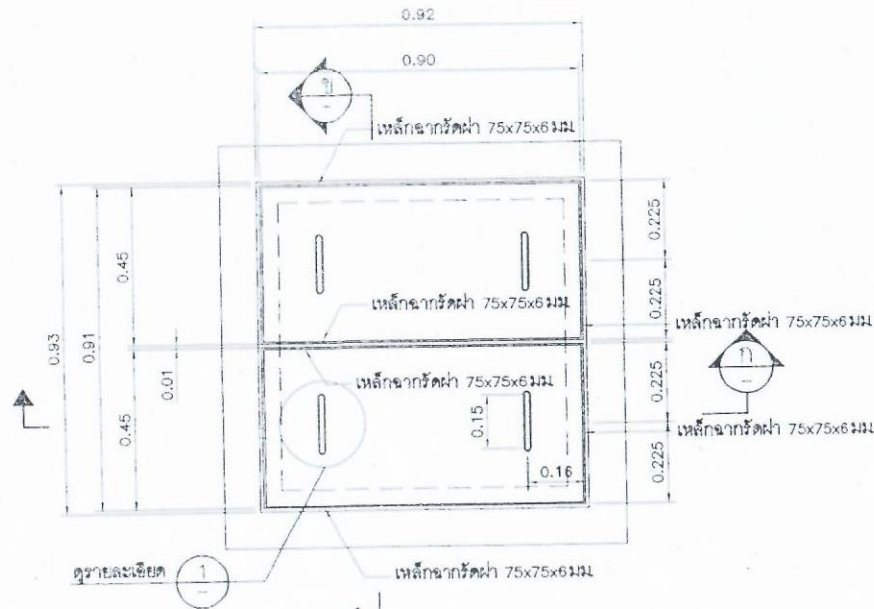 0.92
0.90
ข
-
เหล็กฉากรัดฝา 75x75x6มม.
0.225
0.45
0.225
เหล็กฉากรัดฝา 75x75x6มม.
เหล็กฉากรัดฝา 75x75x6มม
0.93
0.91
0.01
ก
-
เหล็กฉากรัดฝา 75x75x6มม
0.225
0.15
0.45
เหล็กฉากรัดฝา 75x75x6มม
0.16
0.225
ดูรายละเอียด
1
-
เหล็กฉากรัดฝา 75x75x6มม